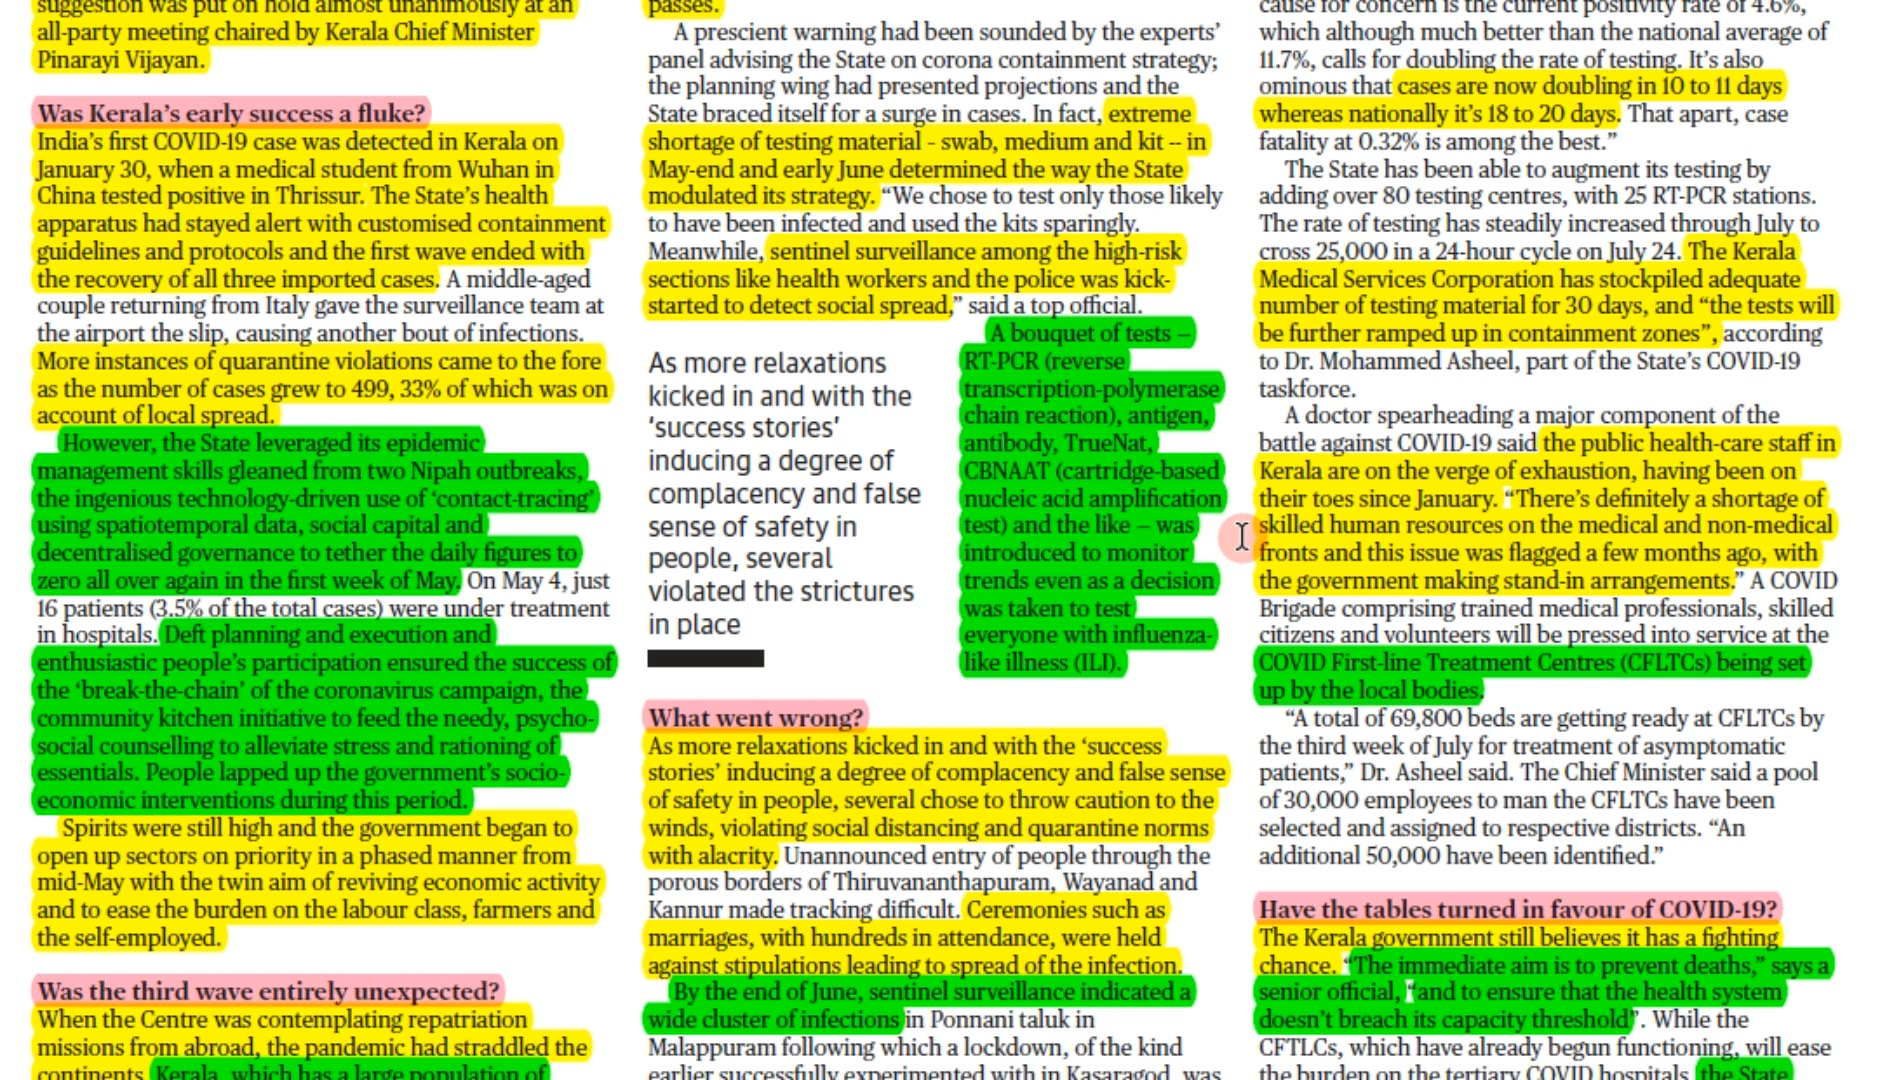 suggestion was put on hold almost unanimously at an
all-party meeting chaired by Kerala Chief Minister
Pinarayi Vijayan.
Was Kerala's early success a fluke?
India's first COVID-19 case was detected in Kerala on
January 30, when a medical student from Wuhan in
China tested positive in Thrissur. The State's health
apparatus had stayed alert with customised containment
guidelines and protocols and the first wave ended with
the recovery of all three imported cases. A middle-aged
couple returning from Italy gave the surveillance team at
the airport the slip, causing another bout of infections.
More instances of quarantine violations came to the fore
as the number of cases grew to 499, 33% of which was on
account of local spread.
However, the State leveraged its epidemic
management skills gleaned from two Nipah outbreaks,
the ingenious technology-driven use of 'contact-tracing'
using spatiotemporal data, social capital and
decentralised governance to tether the daily figures to
zero all over again in the first week of May. On May 4, just
16 patients (3.5% of the total cases) were under treatment
in hospitals. Deft planning and execution and
enthusiastic people's participation ensured the success of
the 'break-the-chain' of the coronavirus campaign, the
community kitchen initiative to feed the needy, psycho-
social counselling to alleviate stress and rationing of
essentials. People lapped up the government's socio-
economic interventions during this period.
Spirits were still high and the government began to
open up sectors on priority in a phased manner from
mid-May with the twin aim of reviving economic activity
and to ease the burden on the labour class, farmers and
the self-employed.
Was the third wave entirely unexpected?
When the Centre was contemplating repatriation
missions from abroad, the pandemic had straddled the
continents. Kerala, which has a large population of
passes.
A prescient warning had been sounded by the experts'
panel advising the State on corona containment strategy;
the planning wing had presented projections and the
State braced itself for a surge in cases. In fact, extreme
shortage of testing material - swab, medium and kit -- in
May-end and early June determined the way the State
modulated its strategy. "We chose to test only those likely
to have been infected and used the kits sparingly.
Meanwhile, sentinel surveillance among the high-risk
sections like health workers and the police was kick-
started to detect social spread," said a top official.
A bouquet of tests —
RT-PCR (reverse
transcription-polymerase
chain reaction), antigen,
antibody, TrueNat,
CBNAAT (cartridge-based
nucleic acid amplification
test) and the like — was
introduced to monitor
trends even as a decision
was taken to test
everyone with influenza-
like illness (ILI).
As more relaxations
kicked in and with the
'success stories'
inducing a degree of
complacency and false
sense of safety in
people, several
violated the strictures
in place
What went wrong?
As more relaxations kicked in and with the 'success
stories' inducing a degree of complacency and false sense
of safety in people, several chose to throw caution to the
winds, violating social distancing and quarantine norms
with alacrity. Unannounced entry of people through the
porous borders of Thiruvananthapuram, Wayanad and
Kannur made tracking difficult. Ceremonies such as
marriages, with hundreds in attendance, were held
against stipulations leading to spread of the infection.
By the end of June, sentinel surveillance indicated a
wide cluster of infections in Ponnani taluk in
Malappuram following which a lockdown, of the kind
earlier successfully experimented with in Kasaragod, was
cause for concern is the current positivity rate of 4.6%,
which although much better than the national average of
11.7%, calls for doubling the rate of testing. It's also
ominous that cases are now doubling in 10 to 11 days
whereas nationally it's 18 to 20 days. That apart, case
fatality at 0.32% is among the best."
The State has been able to augment its testing by
adding over 80 testing centres, with 25 RT-PCR stations.
The rate of testing has steadily increased through July to
cross 25,000 in a 24-hour cycle on July 24. The Kerala
Medical Services Corporation has stockpiled adequate
number of testing material for 30 days, and "the tests will
be further ramped up in containment zones", according
to Dr. Mohammed Asheel, part of the State's COVID-19
taskforce.
A doctor spearheading a major component of the
battle against COVID-19 said the public health-care staff in
Kerala are on the verge of exhaustion, having been on
their toes since January. "There's definitely a shortage of
skilled human resources on the medical and non-medical
fronts and this issue was flagged a few months ago, with
the government making stand-in arrangements." A COVID
Brigade comprising trained medical professionals, skilled
citizens and volunteers will be pressed into service at the
COVID First-line Treatment Centres (CFLTCs) being set
up by the local bodies.
"A total of 69,800 beds are getting ready at CFLTCs by
the third week of July for treatment of asymptomatic
patients," Dr. Asheel said. The Chief Minister said a pool
of 30,000 employees to man the CFLTCs have been
selected and assigned to respective districts. "An
additional 50,000 have been identified."
Have the tables turned in favour of COVID-19?
The Kerala government still believes it has a fighting
chance. "The immediate aim is to prevent deaths," says a
senior official, "and to ensure that the health system
doesn't breach its capacity threshold". While the
CFTLCs, which have already begun functioning, will ease
the burden on the tertiary COVID hospitals, the State